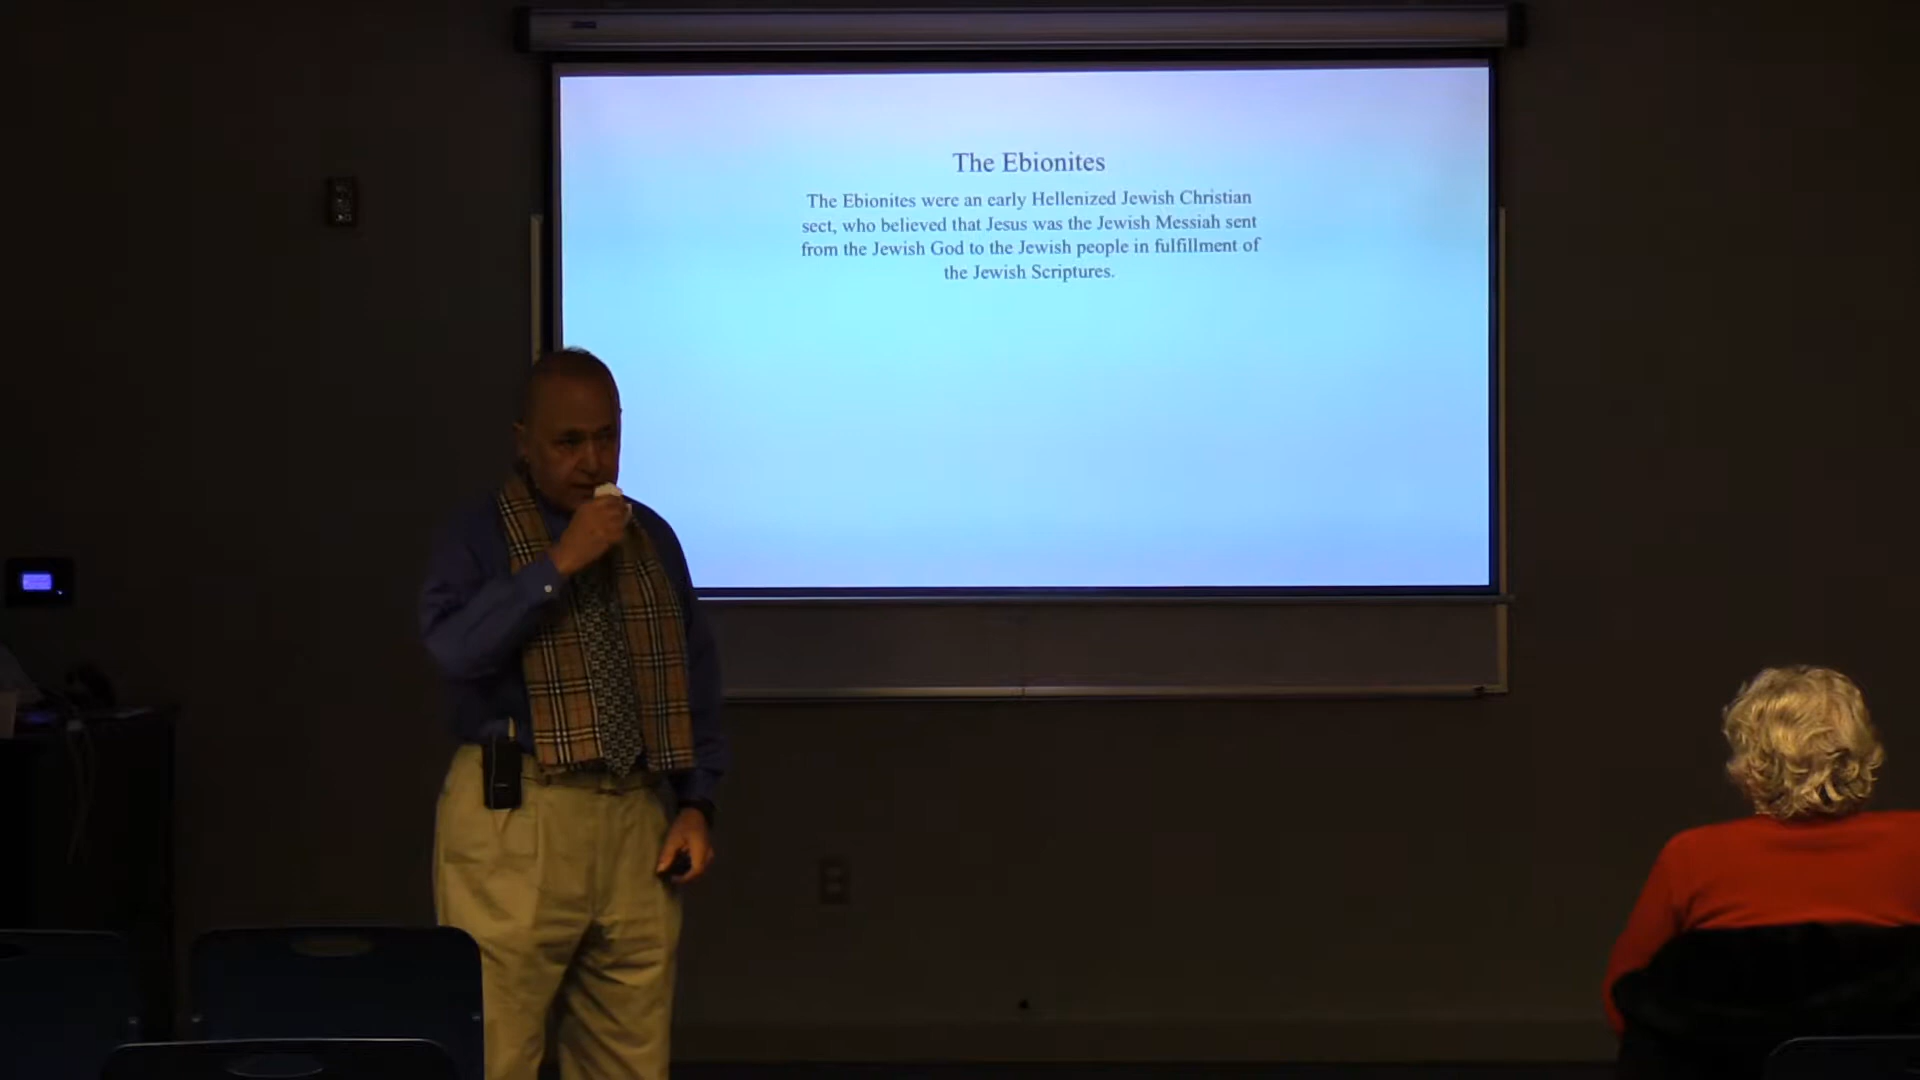 The Ebionites
The Ebionites were an early Hellenized Jewish Christian
sect, who believed that Jesus was the Jewish Messiah sent
from the Jewish God to the Jewish people in fulfillment of
the Jewish Scriptures.